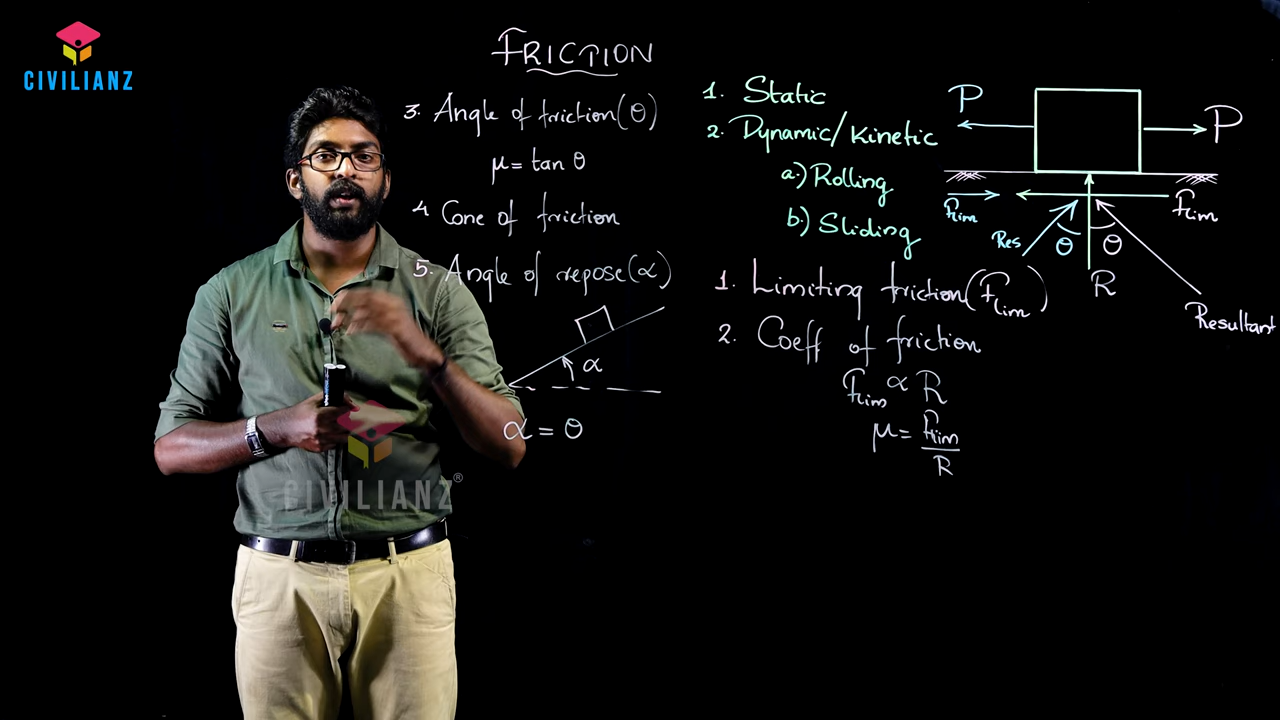 CIVILIANZ
FRICTION
3. Angle of friction (θ)
μ = tan θ
4 Cone of friction
5. Angle of repose (α)
α
α = θ
1. Static
2. Dynamic/Kinetic
a.) Rolling
b.) Sliding
1. Limiting friction (Flim)
2. Coeff of friction
Flim ∝ R
μ = Flim
R
P
P
Flim
Flim
Res
θ
θ
R
Resultant
CIVILIANZ®